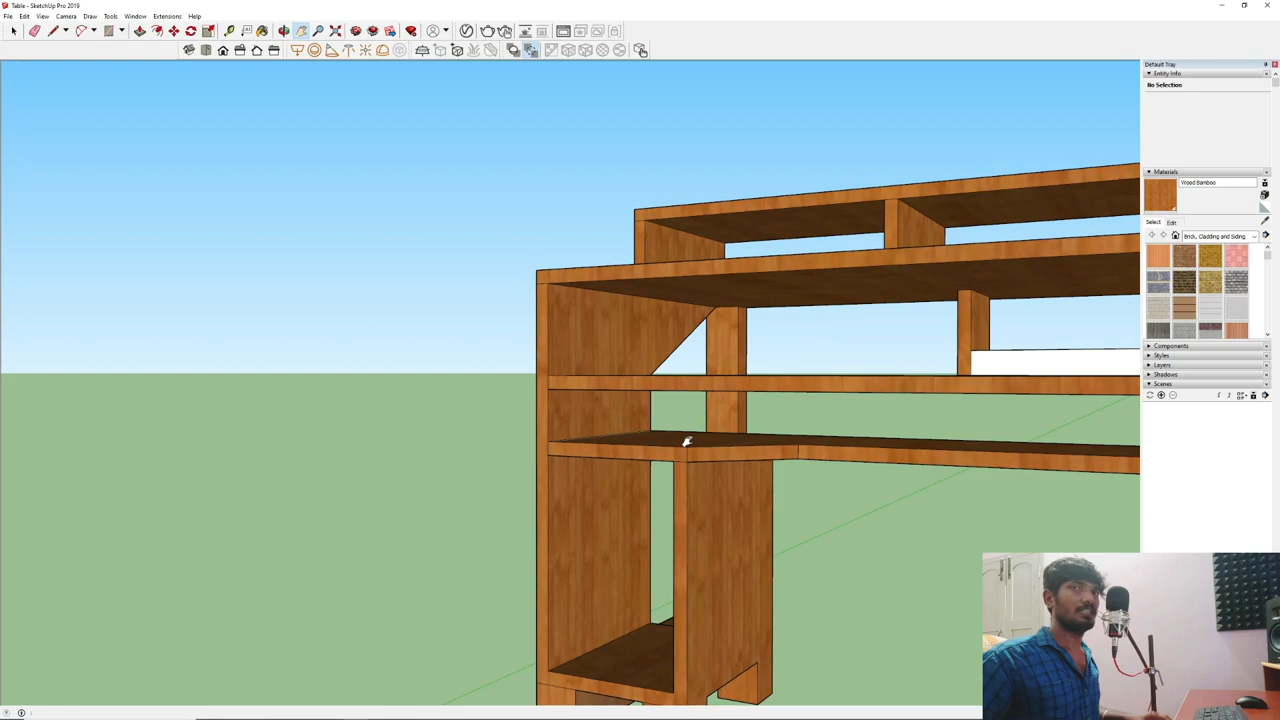 Table - SketchUp Pro 2019
File Edit View Camera Draw Tools Window Extensions Help
Default Tray
Entity Info
No Selection
Materials
Wood Bamboo
Select Edit
Brick, Cladding and Siding
Components
Styles
Layers
Shadows
Scenes